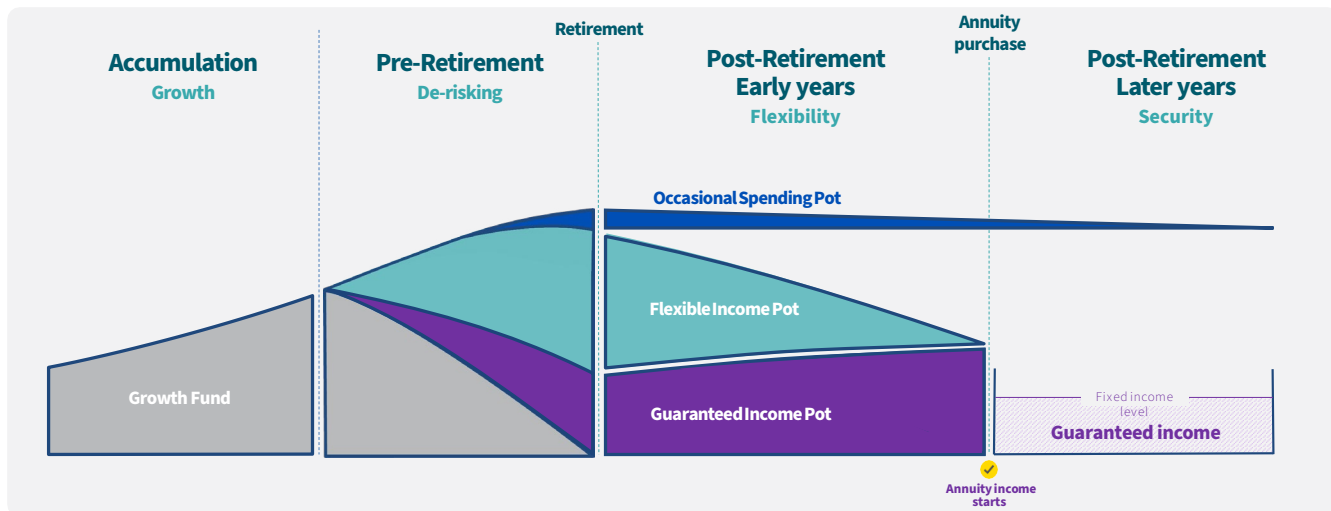 Accumulation
Growth
Pre-Retirement
De-risking
Retirement
Post-Retirement
Early years
Flexibility
Annuity
purchase
Post-Retirement
Later years
Security
Occasional Spending Pot
Flexible Income Pot
Growth Fund
Guaranteed Income Pot
Fixed income
level
Guaranteed income
Annuity income
starts